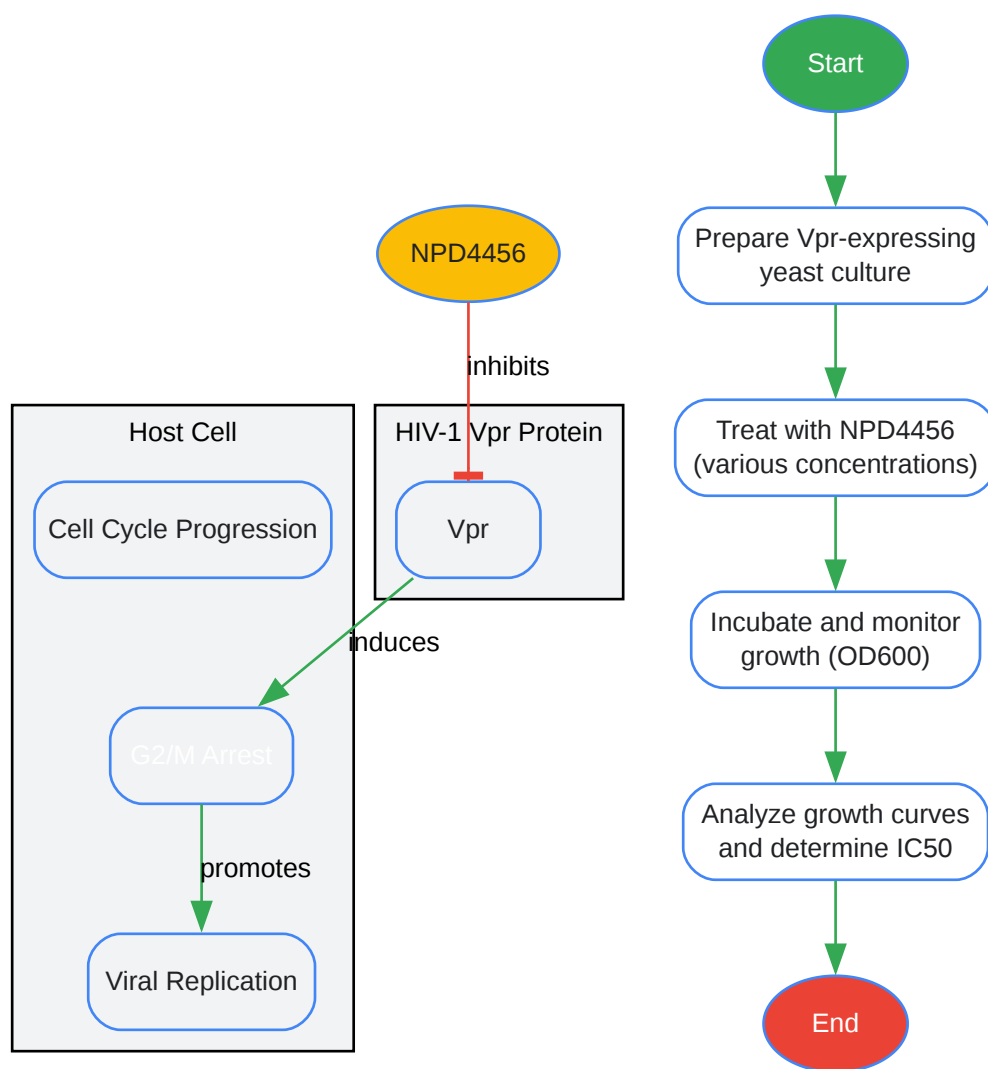 NPD4456
inhibits
Host Cell
HIV-1 Vpr Protein
Cell Cycle Progression
Vpr
induces
G2/M Arrest
promotes
Viral Replication
Start
Prepare Vpr-expressing
yeast culture
Treat with NPD4456
(various concentrations)
Incubate and monitor
growth (OD600)
Analyze growth curves
and determine IC50
End